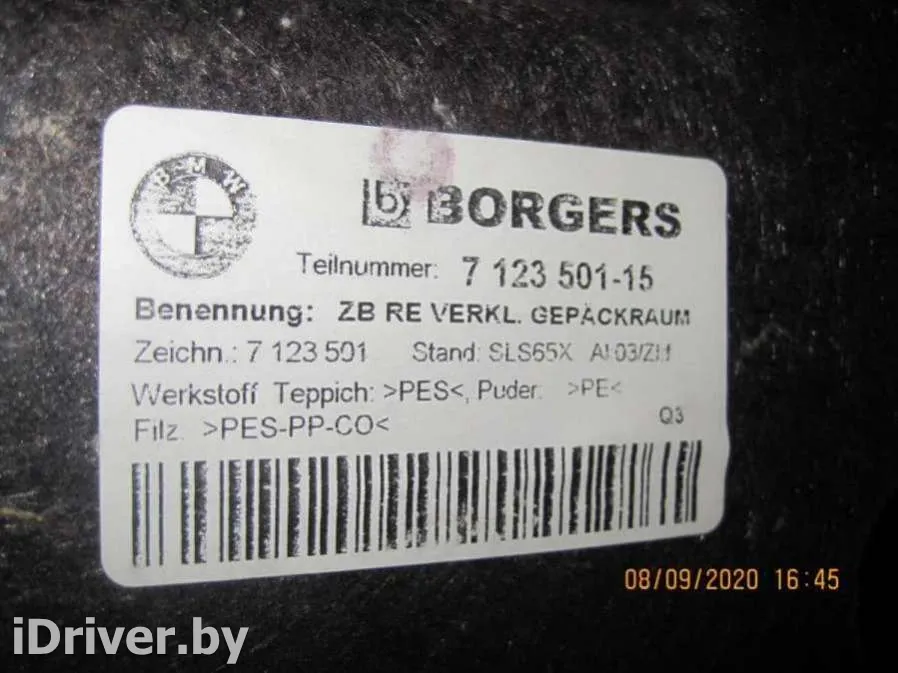 BMW
b BORGERS
Teilnummer: 7 123 501-15
Benennung: ZB RE VERKL. GEPÄCKRAUM
Zeichn.: 7 123 501 Stand: SLS65X
Werkstoff Teppich: >PES<, Puder: >PE<
Filz >PES-PP-CO< Q3
08/09/2020 16:45
iDriver.by